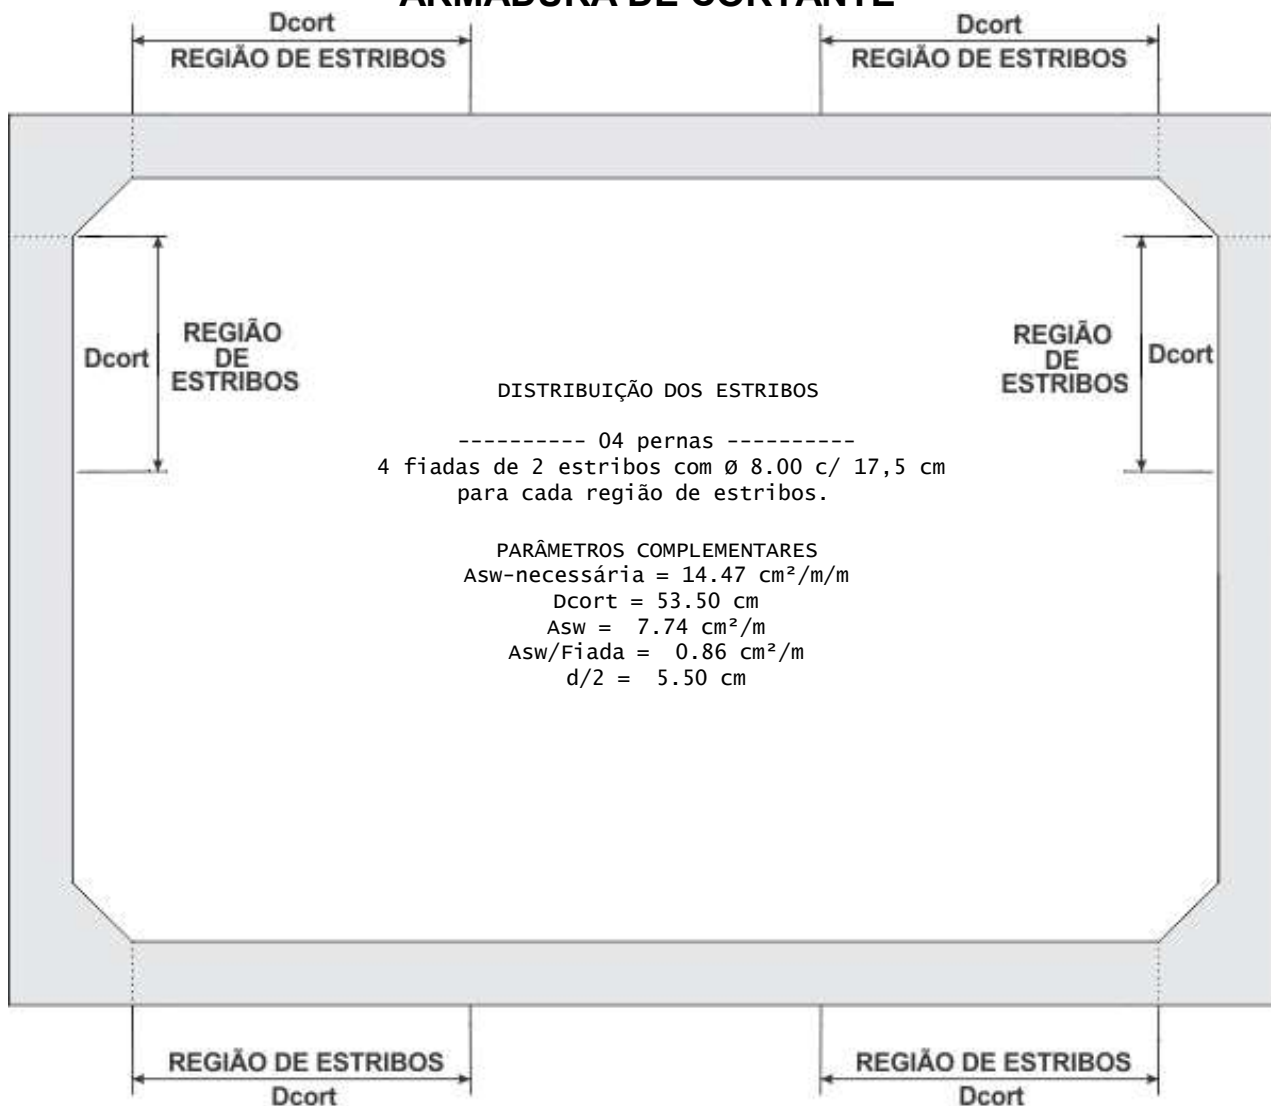 ARMADURA DE CORTANTE
Dcort
REGIÃO DE ESTRIBOS
Dcort
REGIÃO DE ESTRIBOS
Dcort
REGIÃO
DE
ESTRIBOS
REGIÃO
DE
ESTRIBOS
Dcort
DISTRIBUIÇÃO DOS ESTRIBOS
---------- 04 pernas ----------
4 fiadas de 2 estribos com Ø 8.00 c/ 17,5 cm
para cada região de estribos.
PARÂMETROS COMPLEMENTARES
Asw-necessária = 14.47 cm²/m/m
Dcort = 53.50 cm
Asw = 7.74 cm²/m
Asw/Fiada = 0.86 cm²/m
d/2 = 5.50 cm
REGIÃO DE ESTRIBOS
Dcort
REGIÃO DE ESTRIBOS
Dcort